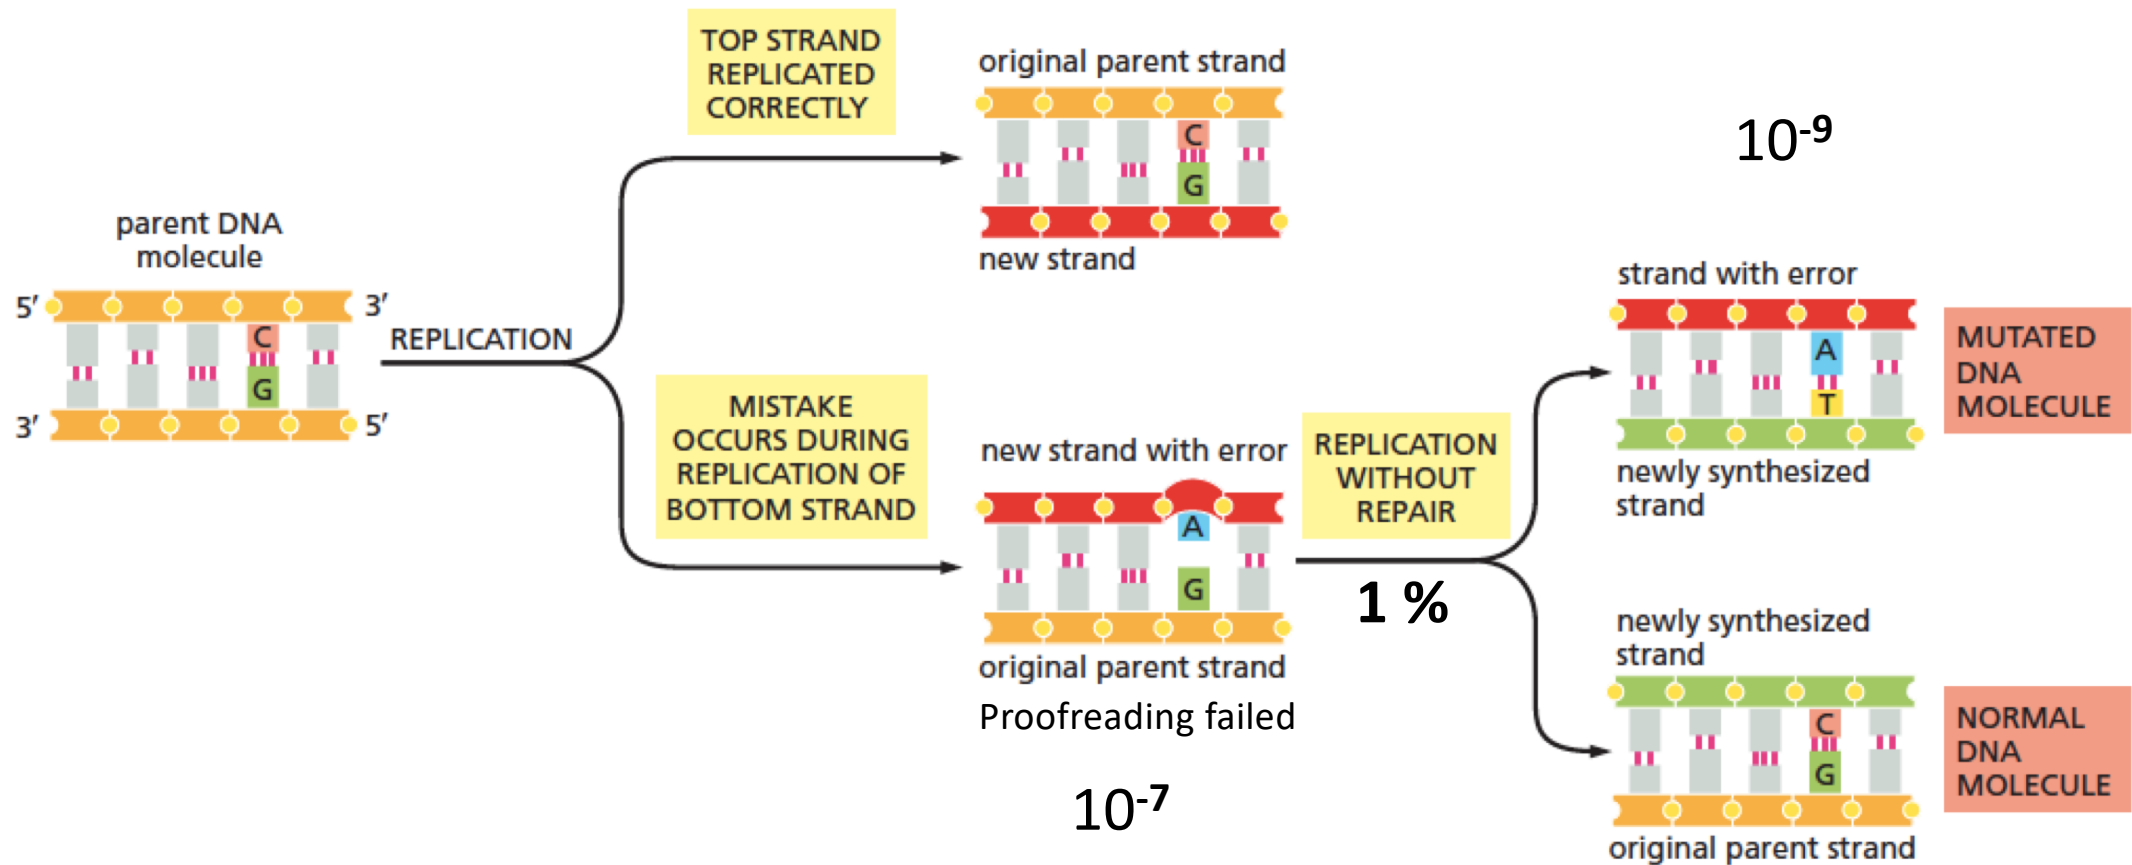 TOP STRAND
REPLICATED
CORRECTLY
original parent strand
C
G
new strand
10-9
parent DNA
molecule
5′ 3′
C
G
3′ 5′
REPLICATION
MISTAKE
OCCURS DURING
REPLICATION OF
BOTTOM STRAND
new strand with error
A
G
original parent strand
Proofreading failed
10-7
REPLICATION
WITHOUT
REPAIR
1 %
strand with error
A
T
newly synthesized
strand
MUTATED
DNA
MOLECULE
newly synthesized
strand
C
G
original parent strand
NORMAL
DNA
MOLECULE